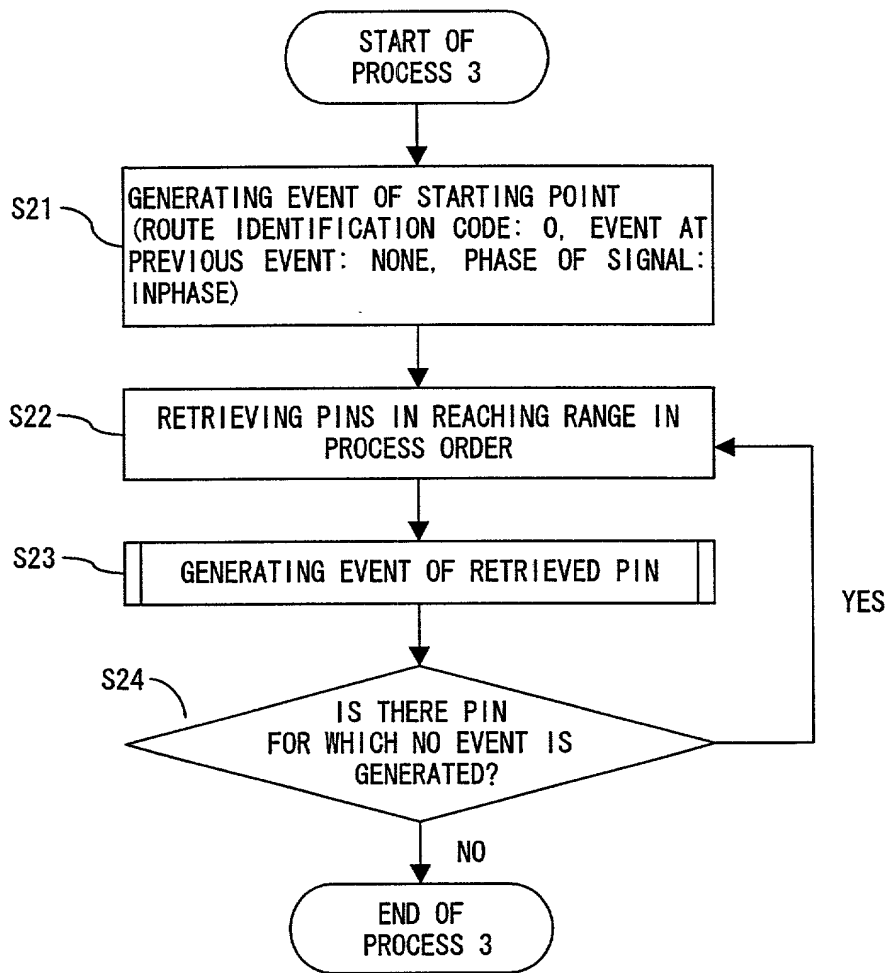 START OF
PROCESS 3
S21
GENERATING EVENT OF STARTING POINT
(ROUTE IDENTIFICATION CODE: 0, EVENT AT
PREVIOUS EVENT: NONE, PHASE OF SIGNAL:
INPHASE)
S22
RETRIEVING PINS IN REACHING RANGE IN
PROCESS ORDER
S23
GENERATING EVENT OF RETRIEVED PIN
YES
S24
IS THERE PIN
FOR WHICH NO EVENT IS
GENERATED?
NO
END OF
PROCESS 3